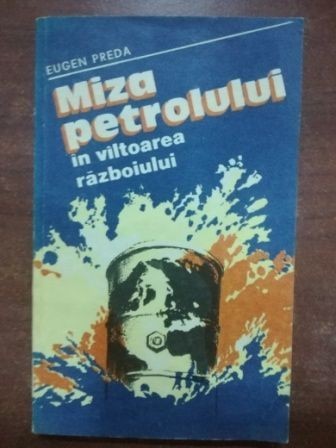 EUGEN PREDA
Miza
petrolului
în vîltoarea
războiului